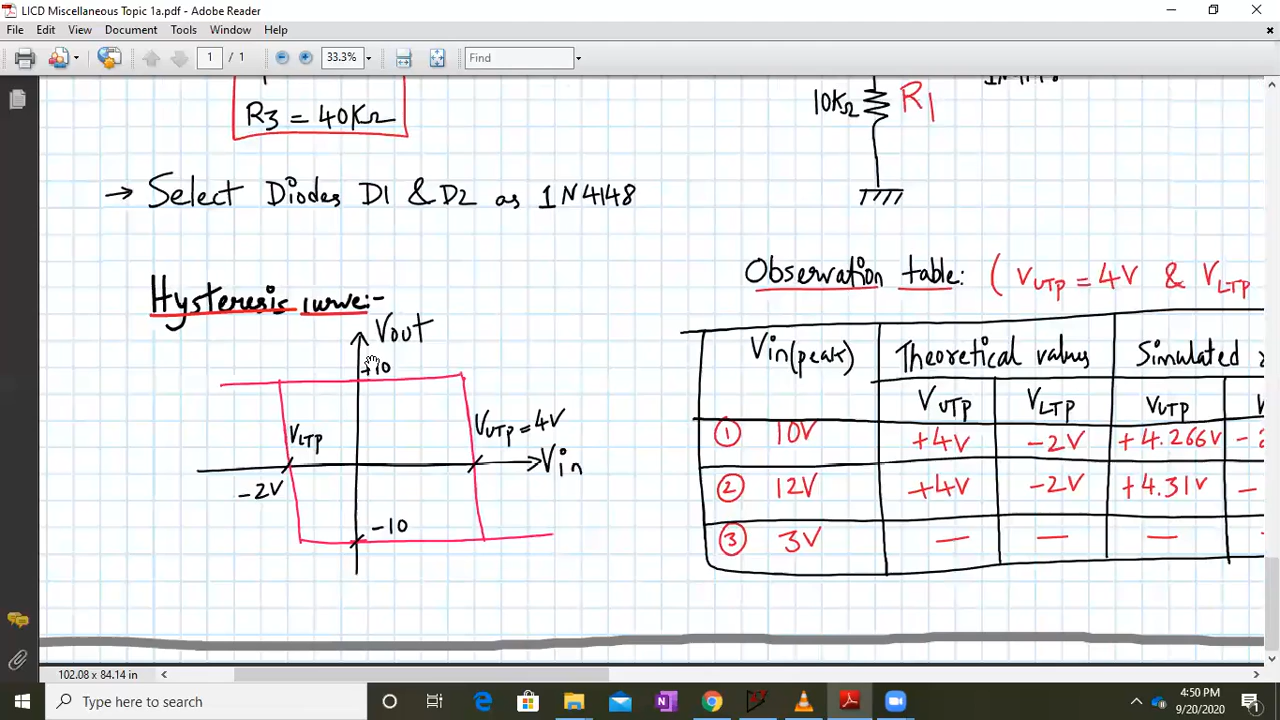 LICD Miscellaneous Topic 1a.pdf - Adobe Reader
File Edit View Document Tools Window Help
1 / 1 33.3% Find
R3 = 40KΩ
10KΩ R1
→ Select Diodes D1 & D2 as 1N4148
Hysteresis curve:-
Vout
+10
VLTP
VUTP = 4V
Vin
-2V
-10
Observation table: ( VUTP = 4V & VLTP
Vin(peak) Theoretical values Simulated
VUTP VLTP VUTP
① 10V +4V -2V +4.266V
② 12V +4V -2V +4.31V -
③ 3V — — —
102.08 x 84.14 in
Type here to search
4:50 PM
9/20/2020